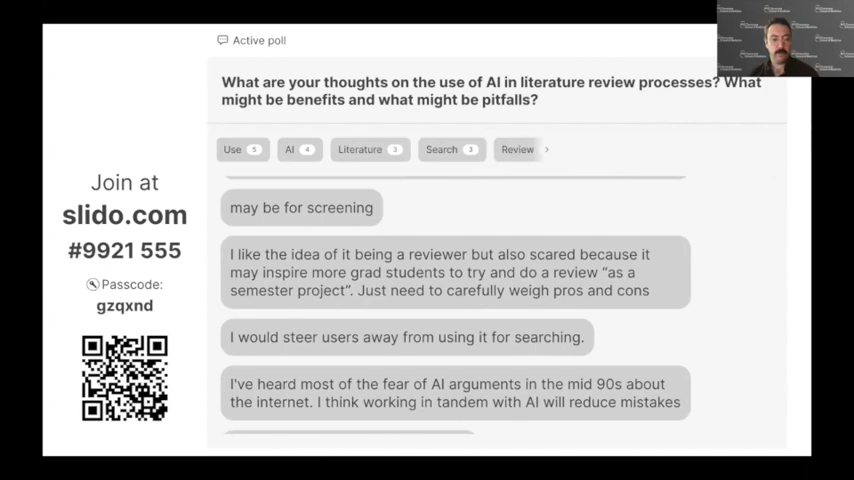 Active poll
What are your thoughts on the use of AI in literature review processes? What
might be benefits and what might be pitfalls?
Use 5 AI 4 Literature 3 Search 3 Review
Join at
slido.com
#9921 555
Passcode:
gzqxnd
may be for screening
I like the idea of it being a reviewer but also scared because it
may inspire more grad students to try and do a review “as a
semester project”. Just need to carefully weigh pros and cons
I would steer users away from using it for searching.
I've heard most of the fear of AI arguments in the mid 90s about
the internet. I think working in tandem with AI will reduce mistakes